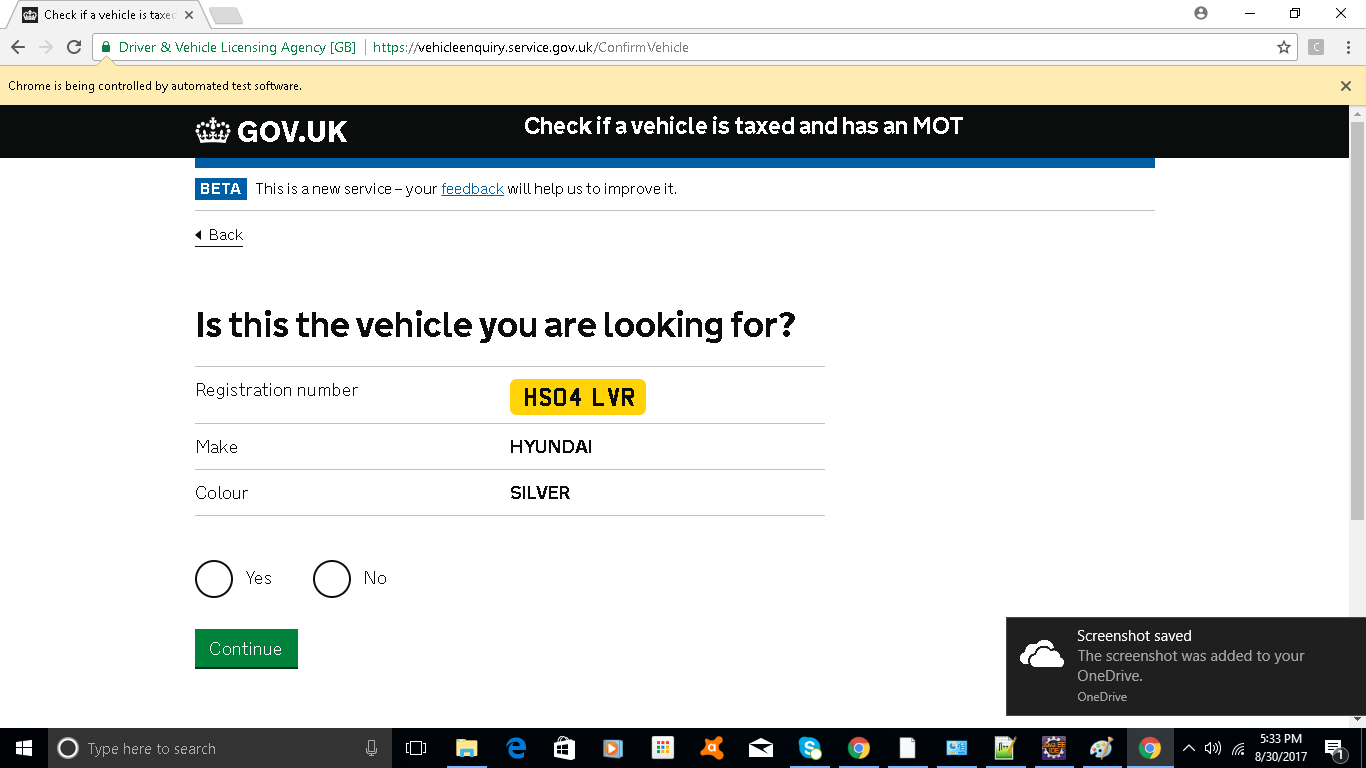 Check if a vehicle is taxed
Driver & Vehicle Licensing Agency [GB] https://vehicleenquiry.service.gov.uk/ConfirmVehicle
C
Chrome is being controlled by automated test software.
GOV.UK Check if a vehicle is taxed and has an MOT
BETA This is a new service – your feedback will help us to improve it.
Back
Is this the vehicle you are looking for?
Registration number HS04 LVR
Make HYUNDAI
Colour SILVER
Yes No
Continue
Screenshot saved
The screenshot was added to your
OneDrive.
OneDrive
Type here to search
5:33 PM
8/30/2017
1